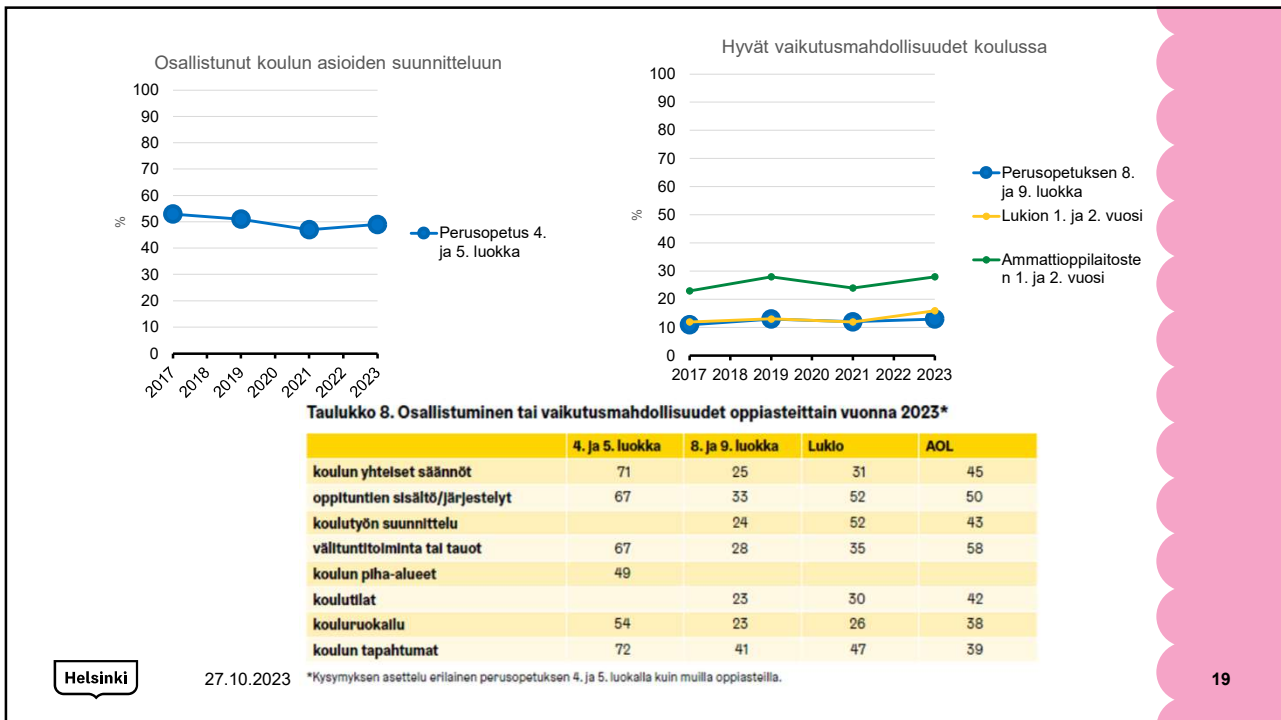 Osallistunut koulun asioiden suunnitteluun
100
90
80
70
60
50
40
30
20
10
0
%
2017
2018
2019
2020
2021
2022
2023
Perusopetus 4.
ja 5. luokka
Hyvät vaikutusmahdollisuudet koulussa
100
90
80
70
60
50
40
30
20
10
0
%
2017 2018 2019 2020 2021 2022 2023
Perusopetuksen 8.
ja 9. luokka
Lukion 1. ja 2. vuosi
Ammattioppilaitoste
n 1. ja 2. vuosi
Taulukko 8. Osallistuminen tai vaikutusmahdollisuudet oppiasteittain vuonna 2023*
4. ja 5. luokka 8. ja 9. luokka Lukio AOL
koulun yhteiset säännöt 71 25 31 45
oppituntien sisältö/järjestelyt 67 33 52 50
koulutyön suunnittelu 24 52 43
välituntitoiminta tai tauot 67 28 35 58
koulun piha-alueet 49
koulutilat 23 30 42
kouluruokailu 54 23 26 38
koulun tapahtumat 72 41 47 39
Helsinki
27.10.2023
*Kysymyksen asettelu erilainen perusopetuksen 4. ja 5. luokalla kuin muilla oppiasteilla.
19